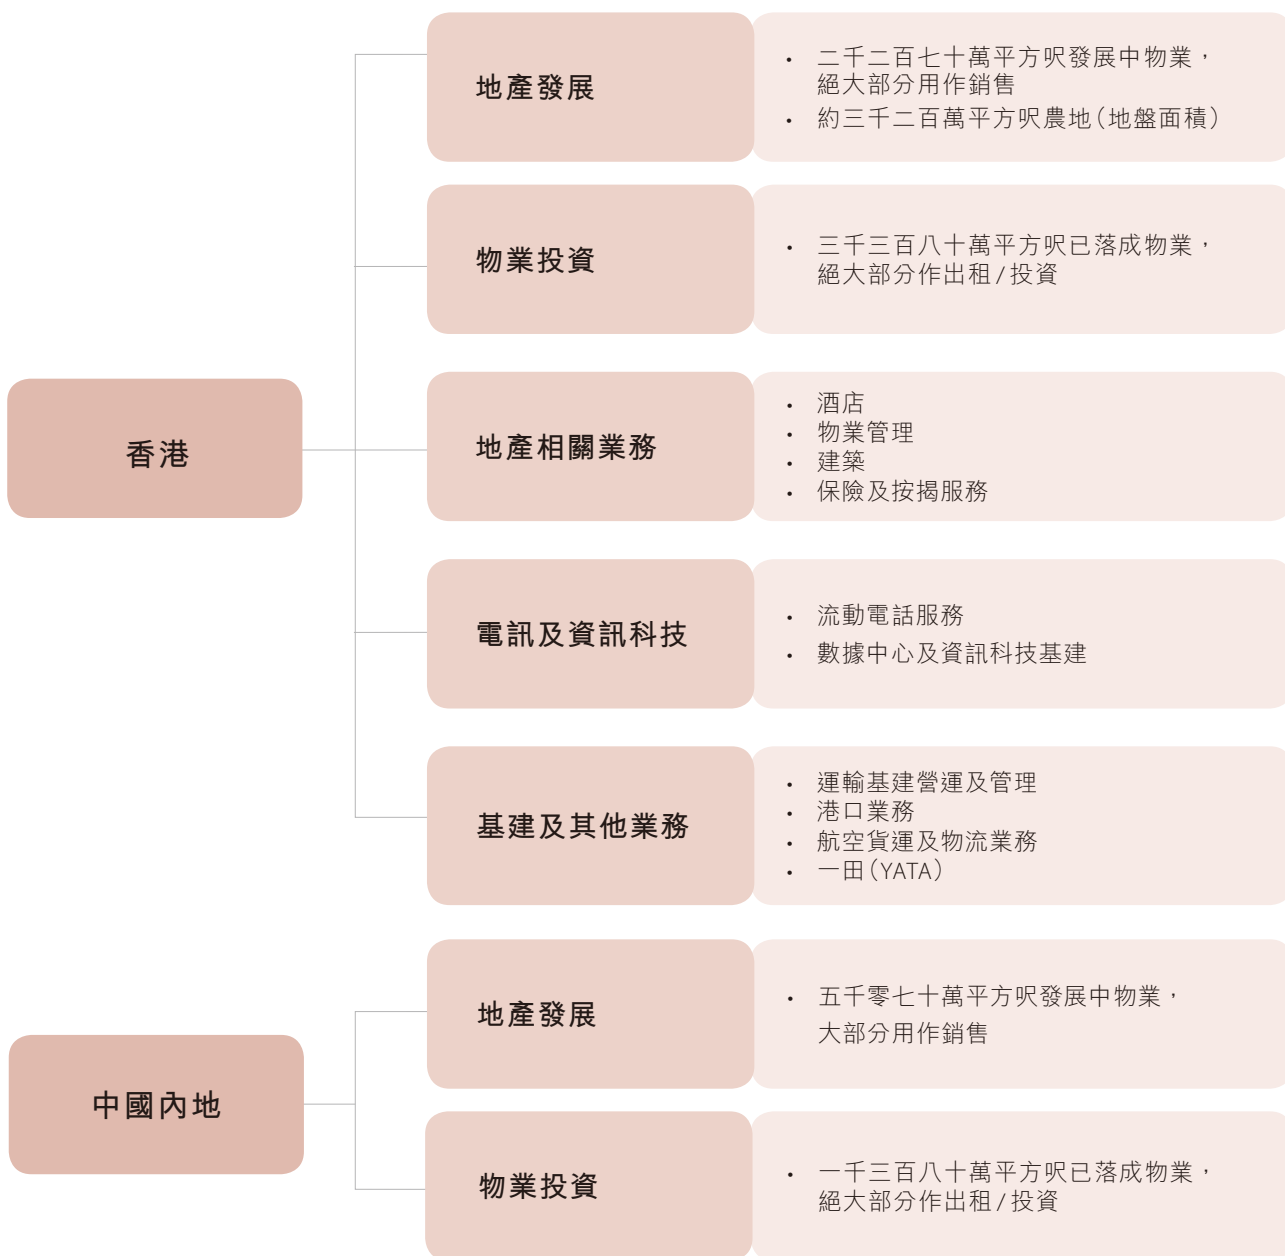 香港
地產發展
• 二千二百七十萬平方呎發展中物業，
絕大部分用作銷售
• 約三千二百萬平方呎農地（地盤面積）
物業投資
• 三千三百八十萬平方呎已落成物業，
絕大部分作出租/投資
地產相關業務
• 酒店
• 物業管理
• 建築
• 保險及按揭服務
電訊及資訊科技
• 流動電話服務
• 數據中心及資訊科技基建
基建及其他業務
• 運輸基建營運及管理
• 港口業務
• 航空貨運及物流業務
• 一田（YATA）
中國內地
地產發展
• 五千零七十萬平方呎發展中物業，
大部分用作銷售
物業投資
• 一千三百八十萬平方呎已落成物業，
絕大部分作出租/投資